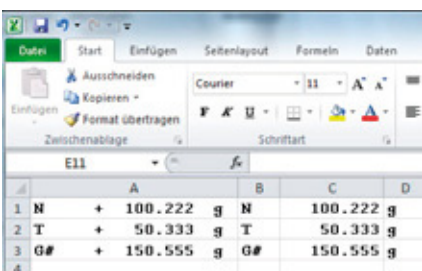 Datei Start Einfügen Seitenlayout Formeln Daten
Ausschneiden
Kopieren
Format übertragen
Einfügen
Courier 11 A A
F K U A
Zwischenablage Schriftart
E11 fx
A B C D
1 N + 100.222 g N 100.222 g
2 T 50.333 g T 50.333 g
3 G# + 150.555 g G# 150.555 g
4